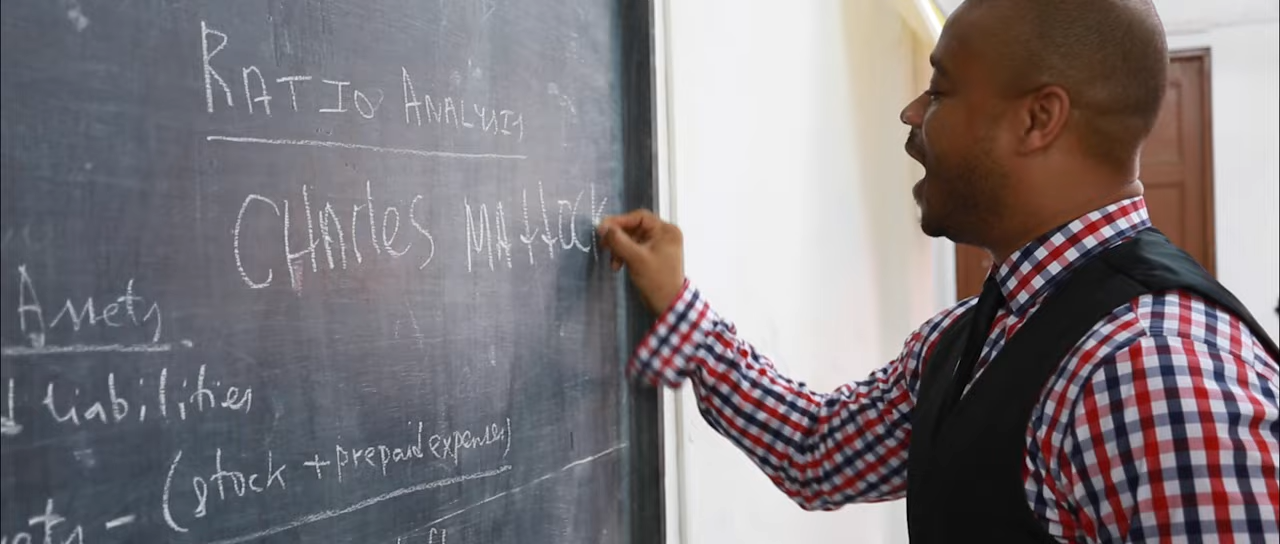 RATIO ANALYSIS
CHArles MAttock
Assets
liabilities
(stock + prepaid expenses)